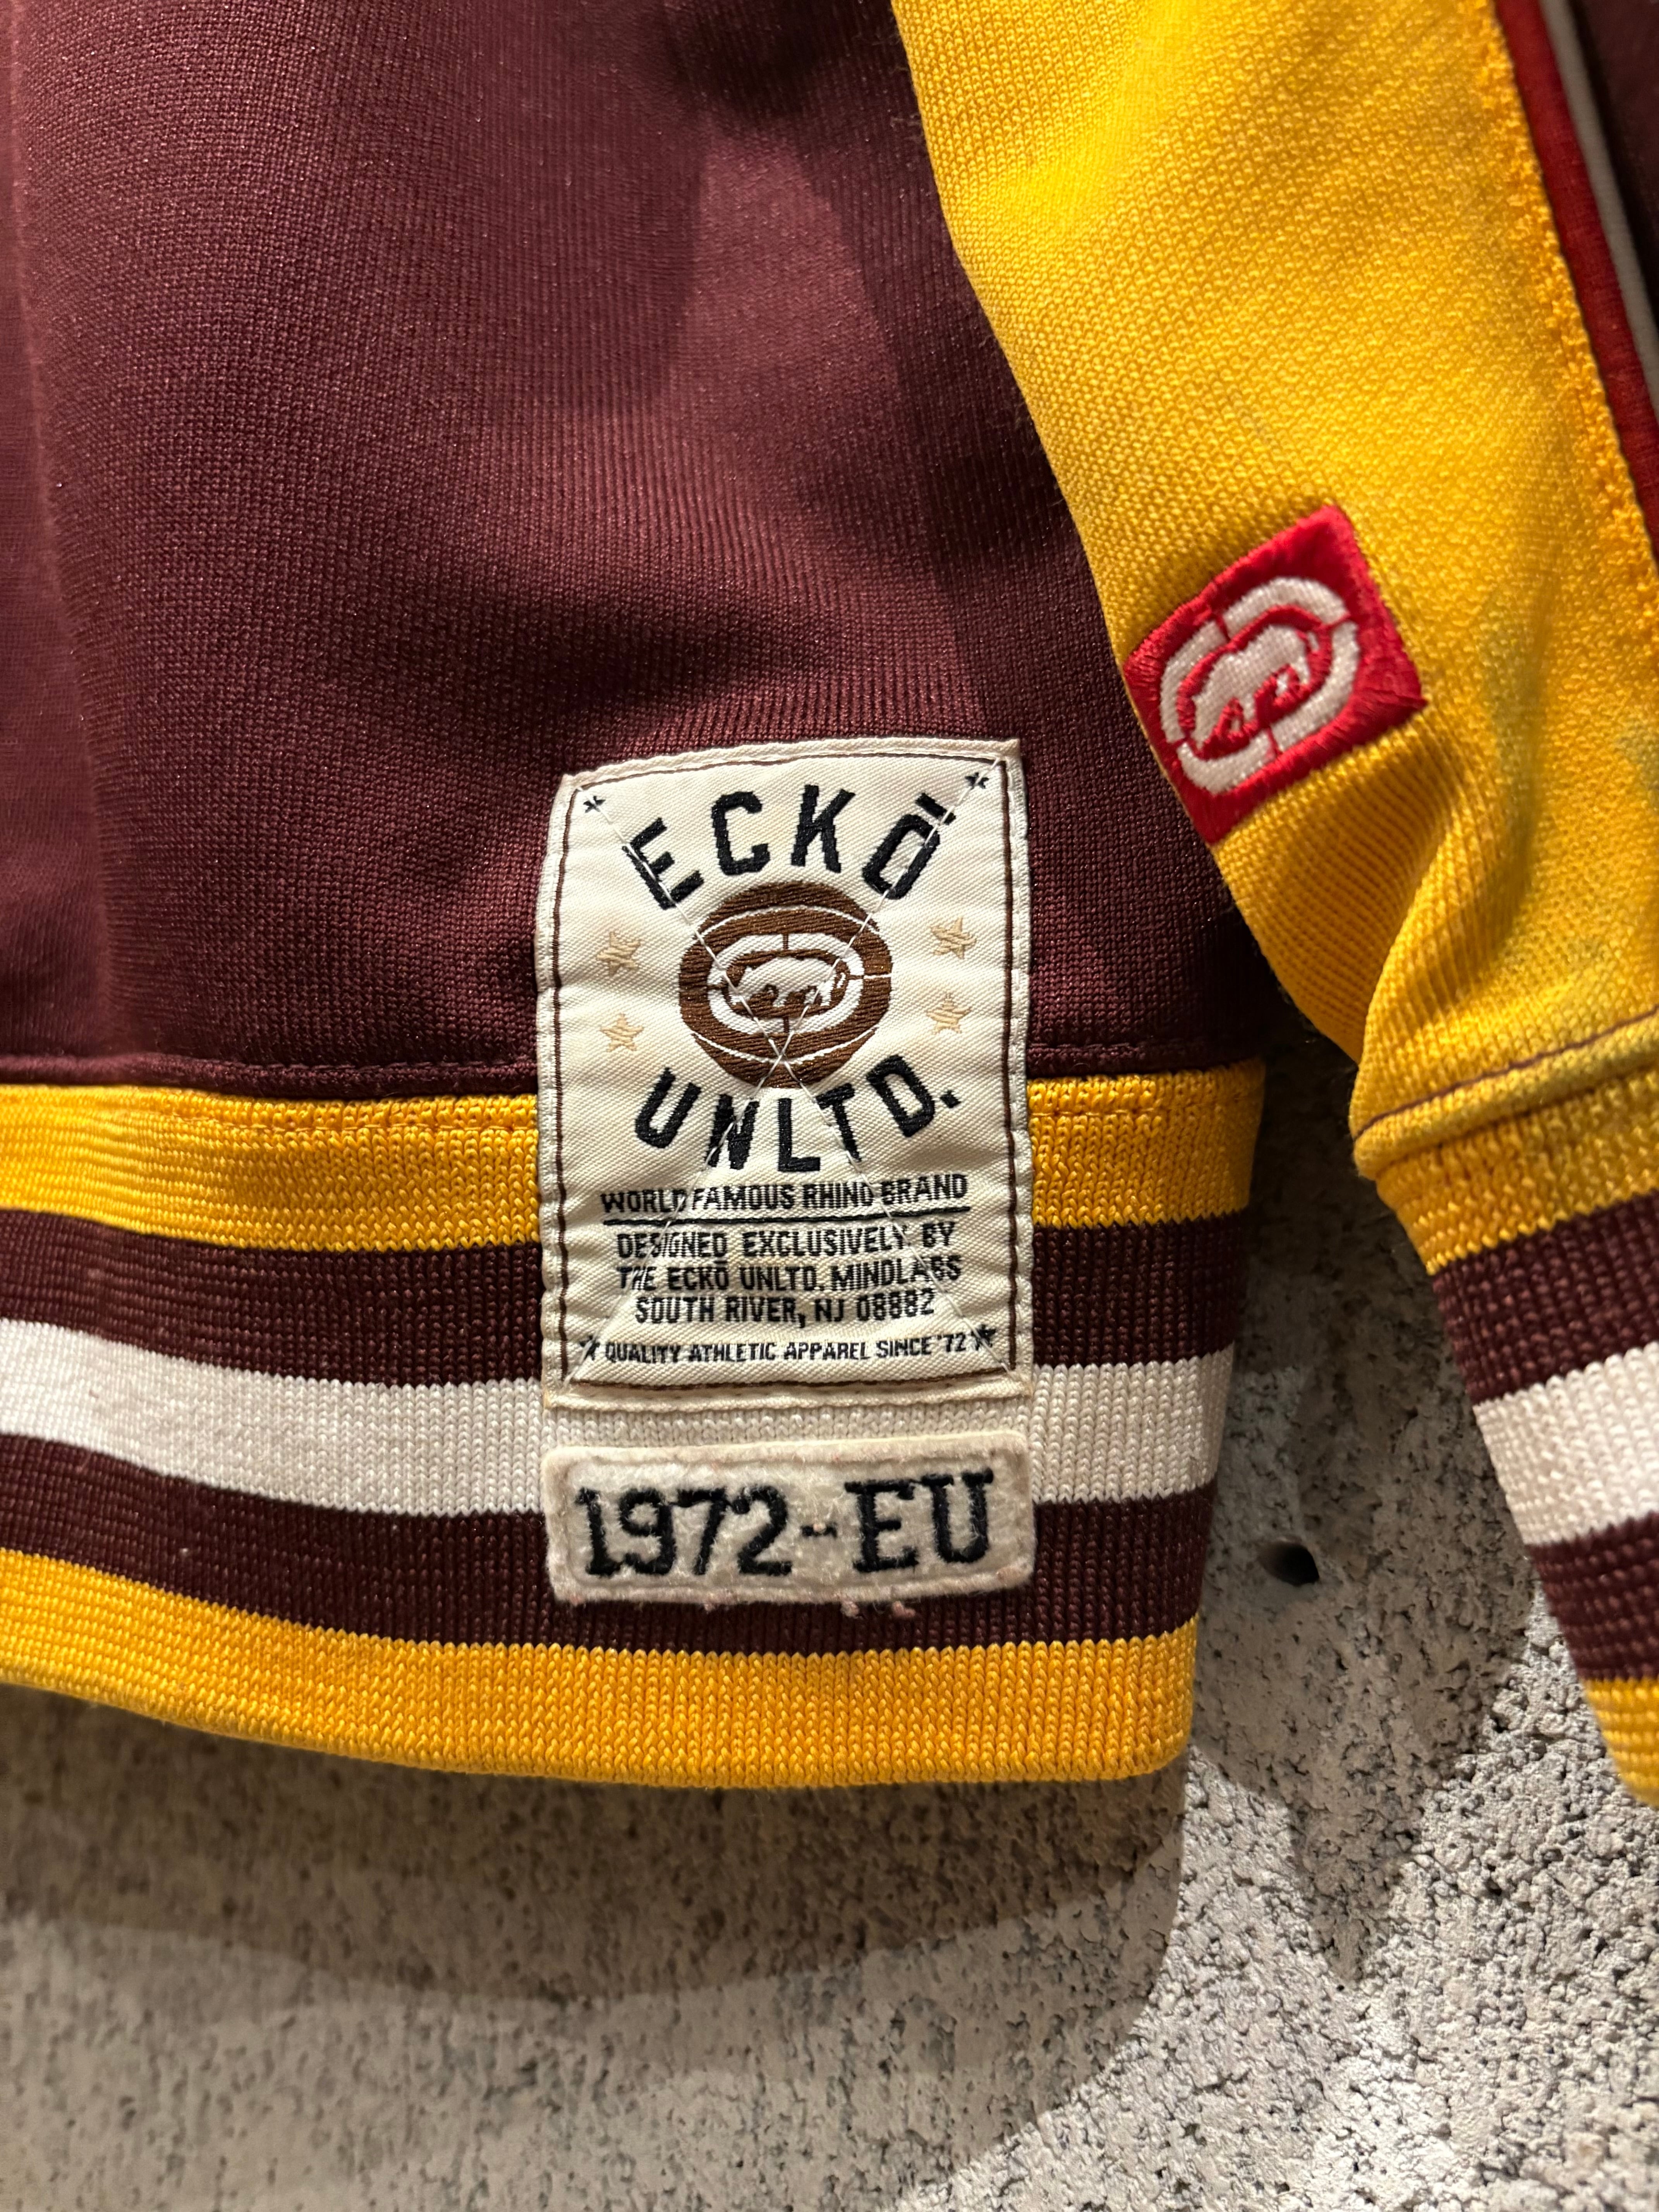 ECKŌ
UNLTD.
WORLD FAMOUS RHINO BRAND
DESIGNED EXCLUSIVELY BY
THE ECKŌ UNLTD. MINDLABS
SOUTH RIVER, NJ 08882
QUALITY ATHLETIC APPAREL SINCE '72
1972-EU